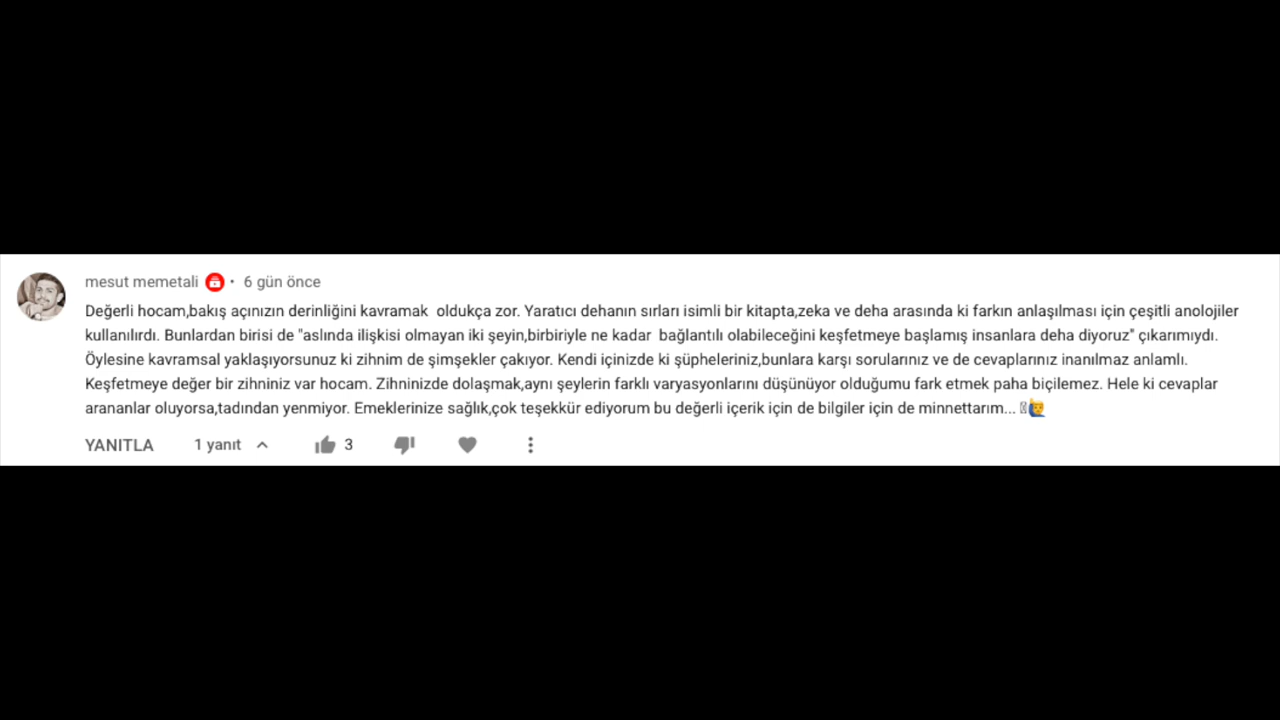 mesut memetali • 6 gün önce
Değerli hocam,bakış açınızın derinliğini kavramak  oldukça zor. Yaratıcı dehanın sırları isimli bir kitapta,zeka ve deha arasında ki farkın anlaşılması için çeşitli anolojiler
kullanılırdı. Bunlardan birisi de "aslında ilişkisi olmayan iki şeyin,birbiriyle ne kadar  bağlantılı olabileceğini keşfetmeye başlamış insanlara deha diyoruz" çıkarımıydı.
Öylesine kavramsal yaklaşıyorsunuz ki zihnim de şimşekler çakıyor. Kendi içinizde ki şüpheleriniz,bunlara karşı sorularınız ve de cevaplarınız inanılmaz anlamlı.
Keşfetmeye değer bir zihniniz var hocam. Zihninizde dolaşmak,aynı şeylerin farklı varyasyonlarını düşünüyor olduğumu fark etmek paha biçilemez. Hele ki cevaplar
arananlar oluyorsa,tadından yenmiyor. Emeklerinize sağlık,çok teşekkür ediyorum bu değerli içerik için de bilgiler için de minnettarım... 🙋‍♂️
YANITLA 1 yanıt 3